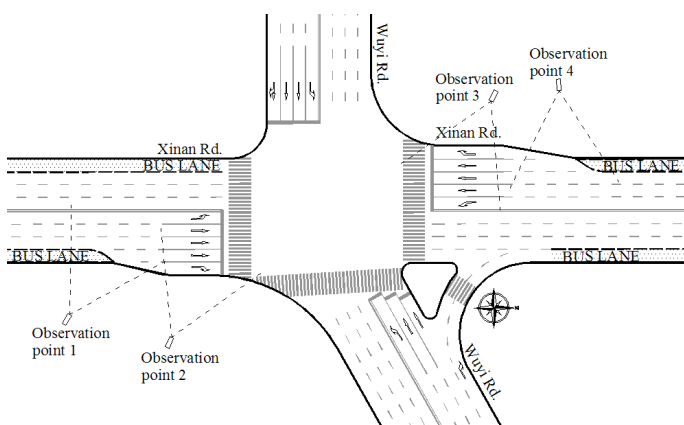 Wuyi Rd.
Observation
point 4
Observation
point 3
Xinan Rd.
Xinan Rd.
BUS LANE
BUS LANE
BUS LANE
BUS LANE
Observation
point 1
Observation
point 2
Wuyi Rd.